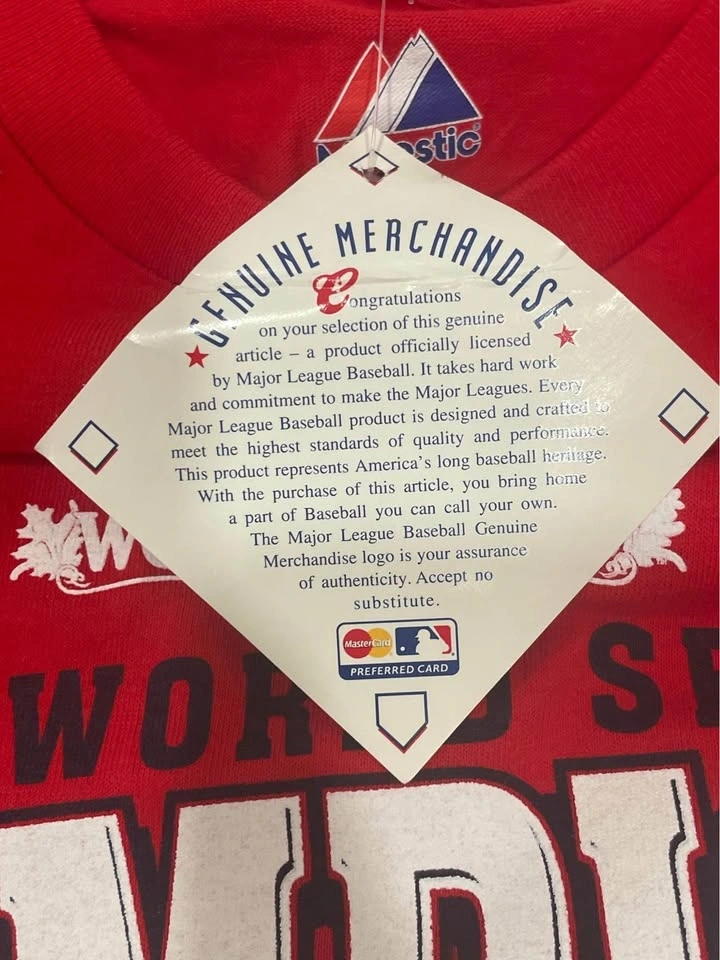 GENUINE MERCHANDISE
Congratulations
on your selection of this genuine
article – a product officially licensed
by Major League Baseball. It takes hard work
and commitment to make the Major Leagues. Every
Major League Baseball product is designed and crafted to
meet the highest standards of quality and performance.
This product represents America's long baseball heritage.
With the purchase of this article, you bring home
a part of Baseball you can call your own.
The Major League Baseball Genuine
Merchandise logo is your assurance
of authenticity. Accept no
substitute.
MasterCard
PREFERRED CARD
WORLD